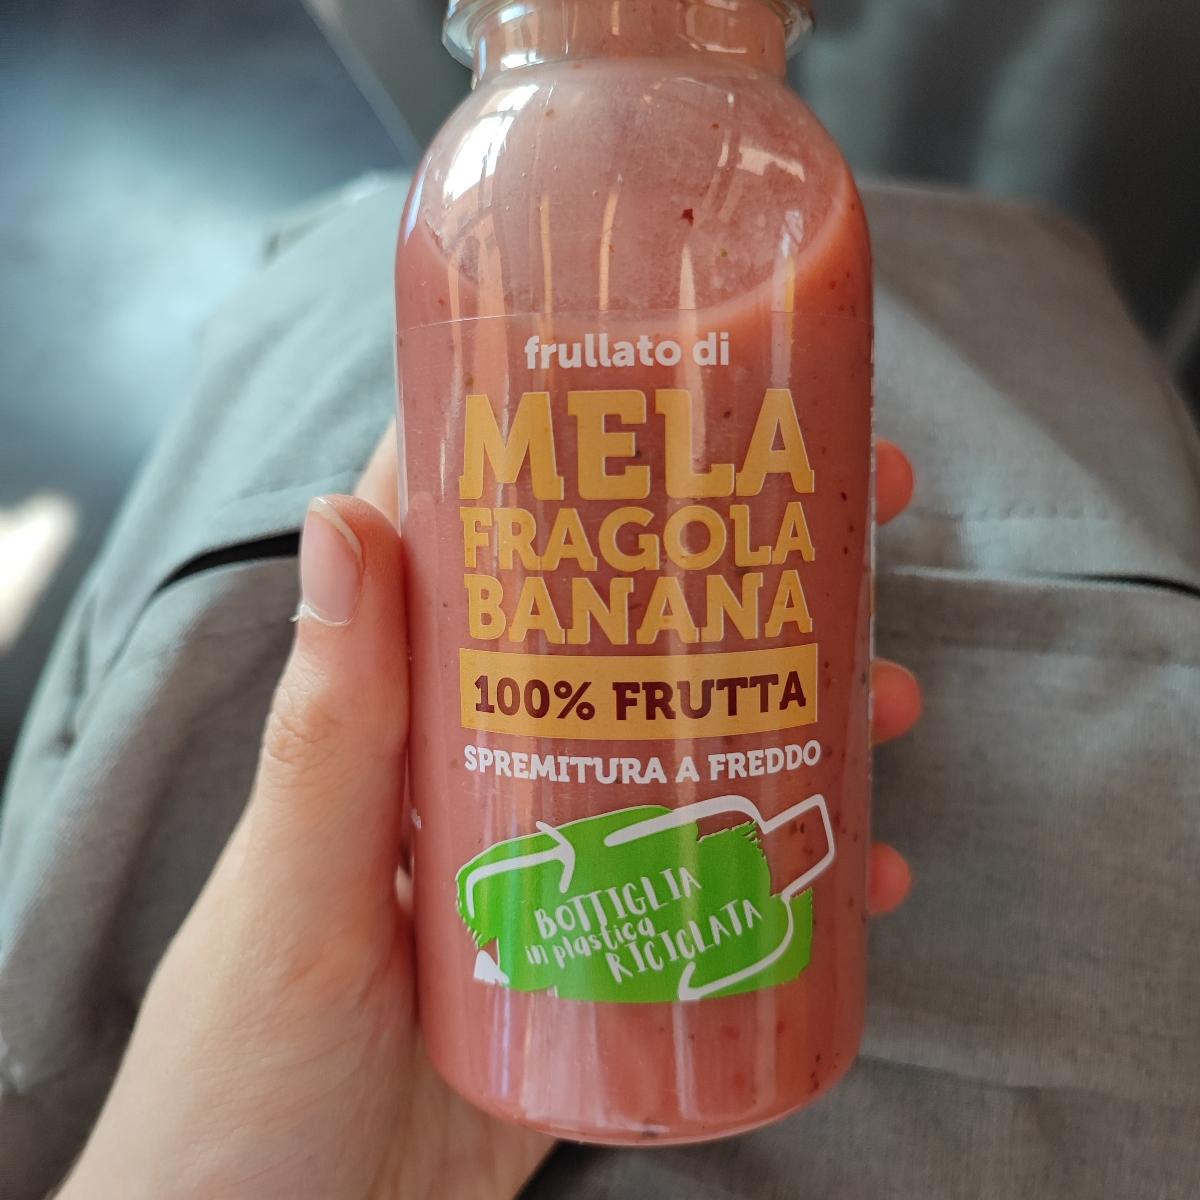 frullato di
MELA
FRAGOLA
BANANA
100% FRUTTA
SPREMITURA A FREDDO
BOTTIGLIA
in plastica
RICICLATA